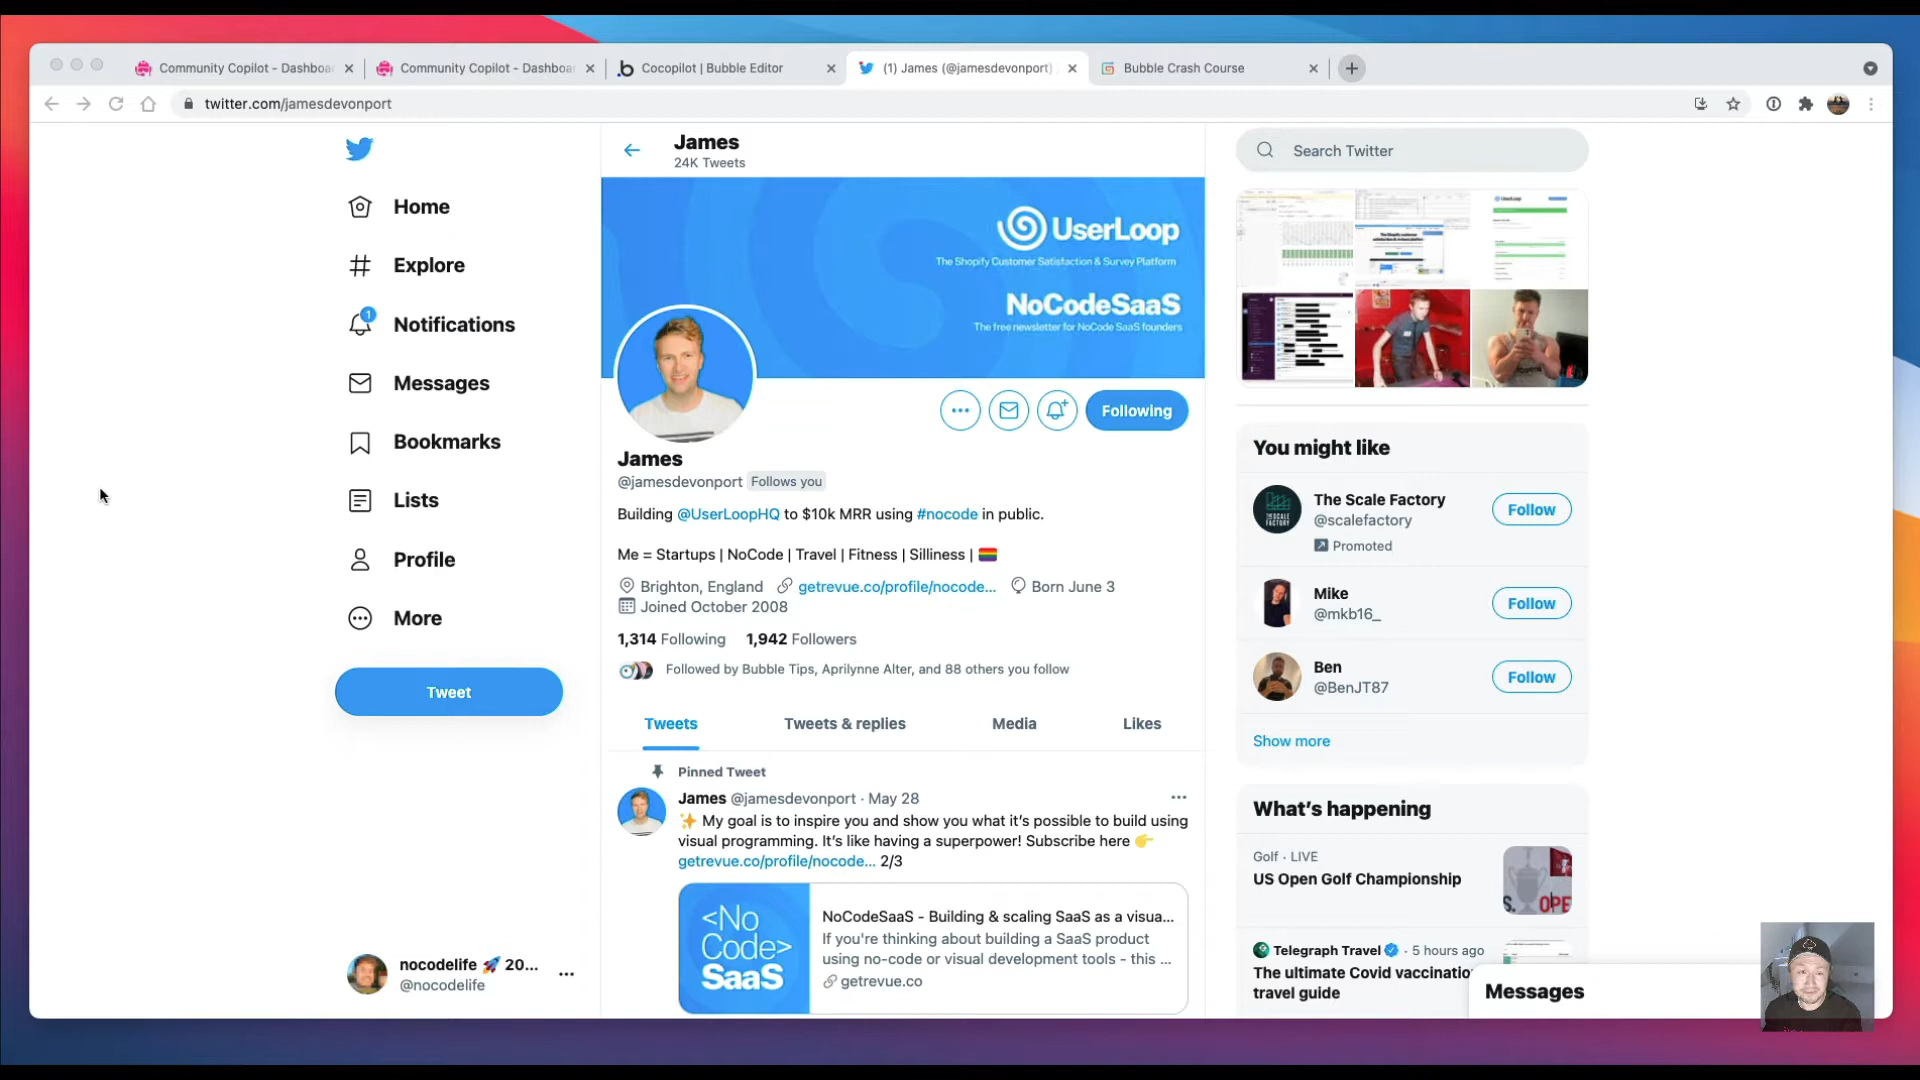 Community Copilot - Dashboa
Community Copilot - Dashboa
Cocopilot | Bubble Editor
(1) James (@jamesdevonport)
Bubble Crash Course
twitter.com/jamesdevonport
Home
Explore
1
Notifications
Messages
Bookmarks
Lists
Profile
More
Tweet
nocodelife 🚀 20...
@nocodelife
James
24K Tweets
UserLoop
The Shopify Customer Satisfaction & Survey Platform
NoCodeSaaS
The free newsletter for NoCode SaaS founders
Following
James
@jamesdevonport Follows you
Building @UserLoopHQ to $10k MRR using #nocode in public.
Me = Startups | NoCode | Travel | Fitness | Silliness | 🏳️‍🌈
Brighton, England getrevue.co/profile/nocode... Born June 3
Joined October 2008
1,314 Following 1,942 Followers
Followed by Bubble Tips, Aprilynne Alter, and 88 others you follow
Tweets Tweets & replies Media Likes
Pinned Tweet
James @jamesdevonport · May 28
✨ My goal is to inspire you and show you what it's possible to build using
visual programming. It's like having a superpower! Subscribe here 👉
getrevue.co/profile/nocode... 2/3
<No
Code>
SaaS
NoCodeSaaS - Building & scaling SaaS as a visua...
If you're thinking about building a SaaS product
using no-code or visual development tools - this ...
getrevue.co
Search Twitter
You might like
The Scale Factory
@scalefactory
Promoted
Follow
Mike
@mkb16_
Follow
Ben
@BenJT87
Follow
Show more
What's happening
Golf · LIVE
US Open Golf Championship
S. OPE
Telegraph Travel · 5 hours ago
The ultimate Covid vaccinatio
travel guide
Messages